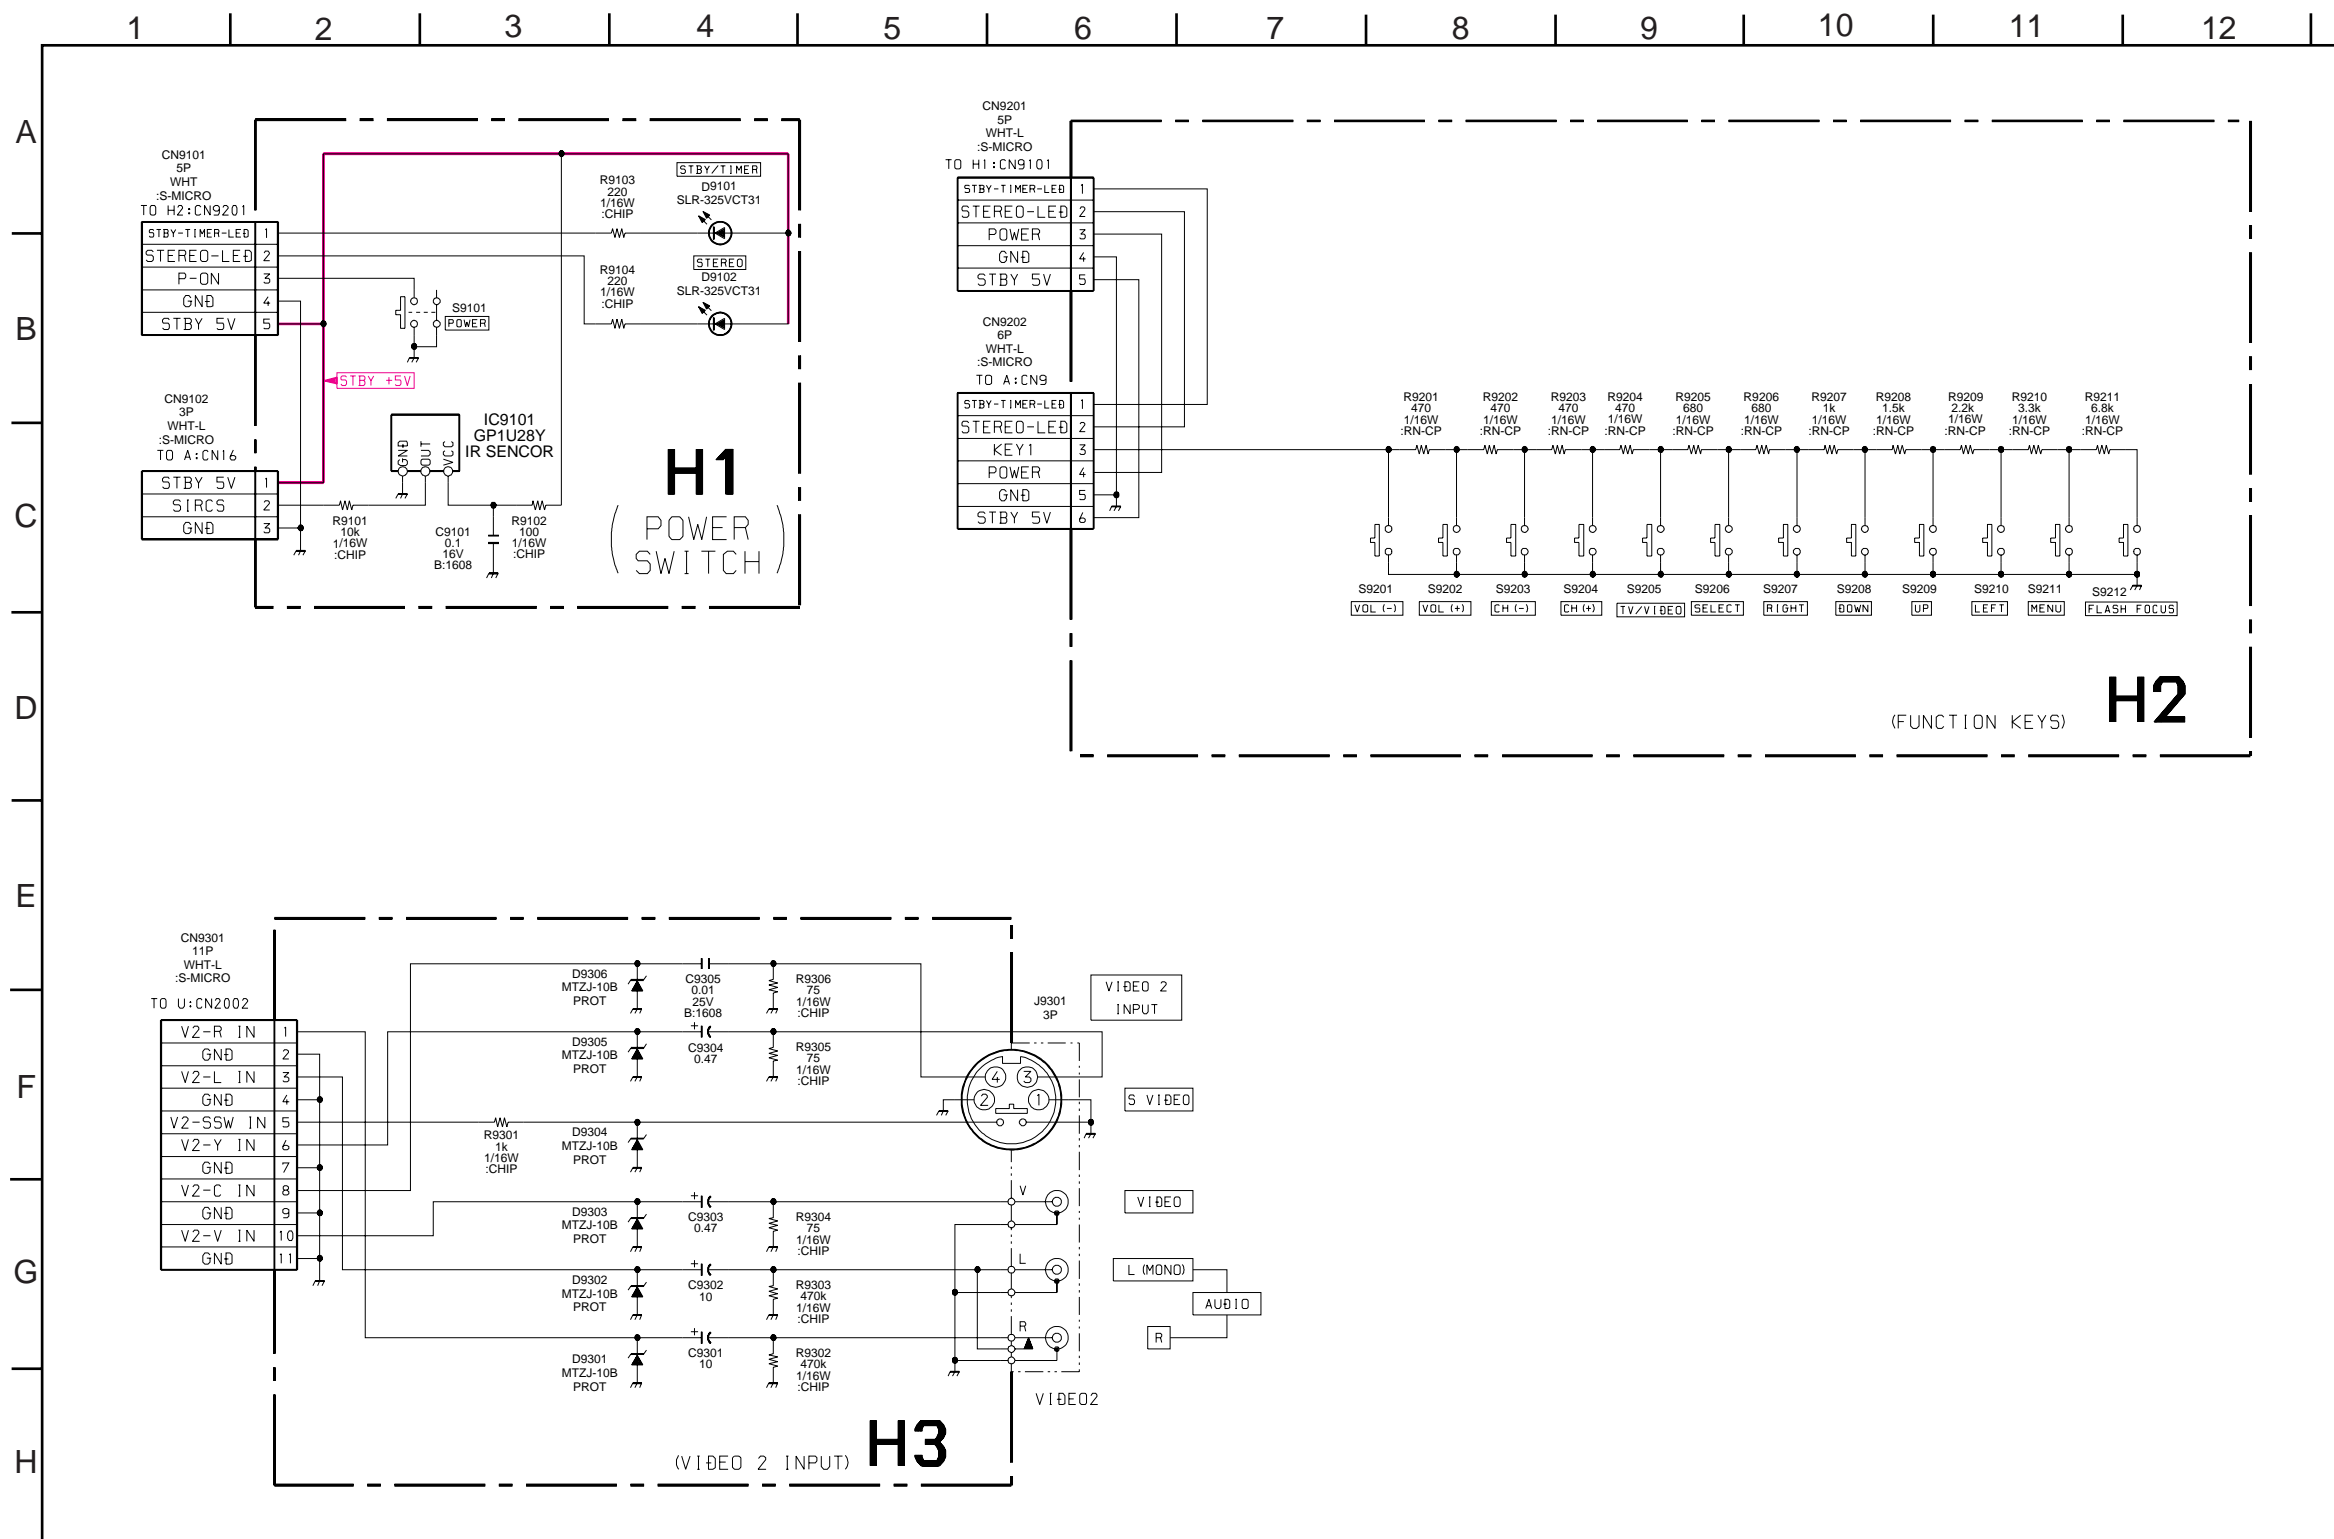 1 2 3 4 5 6 7 8 9 10 11 12
A
B
C
D
E
F
G
H
CN9101
5P
WHT
:S-MICRO
TO H2:CN9201
STBY-TIMER-LED 1
STEREO-LED 2
P-ON 3
GND 4
STBY 5V 5
CN9102
3P
WHT-L
:S-MICRO
TO A:CN16
STBY 5V 1
SIRCS 2
GND 3
R9103
220
1/16W
:CHIP
STBY/TIMER
D9101
SLR-325VCT31
R9104
220
1/16W
:CHIP
STEREO
D9102
SLR-325VCT31
S9101
POWER
STBY +5V
IC9101
GP1U28Y
IR SENCOR
GND
OUT
VCC
R9101
10k
1/16W
:CHIP
C9101
0.1
16V
B:1608
R9102
100
1/16W
:CHIP
H1
( POWER
SWITCH )
CN9201
5P
WHT-L
:S-MICRO
TO H1:CN9101
STBY-TIMER-LED 1
STEREO-LED 2
POWER 3
GND 4
STBY 5V 5
CN9202
6P
WHT-L
:S-MICRO
TO A:CN9
STBY-TIMER-LED 1
STEREO-LED 2
KEY1 3
POWER 4
GND 5
STBY 5V 6
R9201
470
1/16W
:RN-CP
R9202
470
1/16W
:RN-CP
R9203
470
1/16W
:RN-CP
R9204
470
1/16W
:RN-CP
R9205
680
1/16W
:RN-CP
R9206
680
1/16W
:RN-CP
R9207
1k
1/16W
:RN-CP
R9208
1.5k
1/16W
:RN-CP
R9209
2.2k
1/16W
:RN-CP
R9210
3.3k
1/16W
:RN-CP
R9211
6.8k
1/16W
:RN-CP
S9201
VOL (-)
S9202
VOL (+)
S9203
CH (-)
S9204
CH (+)
S9205
TV/VIDEO
S9206
SELECT
S9207
RIGHT
S9208
DOWN
S9209
UP
S9210
LEFT
S9211
MENU
S9212
FLASH FOCUS
(FUNCTION KEYS)
H2
CN9301
11P
WHT-L
:S-MICRO
TO U:CN2002
V2-R IN 1
GND 2
V2-L IN 3
GND 4
V2-SSW IN 5
V2-Y IN 6
GND 7
V2-C IN 8
GND 9
V2-V IN 10
GND 11
D9306
MTZJ-10B
PROT
C9305
0.01
25V
B:1608
R9306
75
1/16W
:CHIP
D9305
MTZJ-10B
PROT
+
C9304
0.47
R9305
75
1/16W
:CHIP
R9301
1k
1/16W
:CHIP
D9304
MTZJ-10B
PROT
D9303
MTZJ-10B
PROT
+
C9303
0.47
R9304
75
1/16W
:CHIP
D9302
MTZJ-10B
PROT
+
C9302
10
R9303
470k
1/16W
:CHIP
D9301
MTZJ-10B
PROT
+
C9301
10
R9302
470k
1/16W
:CHIP
J9301
3P
4 3
2 1
V
L
R
VIDEO2
VIDEO 2
INPUT
S VIDEO
VIDEO
L (MONO)
AUDIO
R
(VIDEO 2 INPUT)
H3